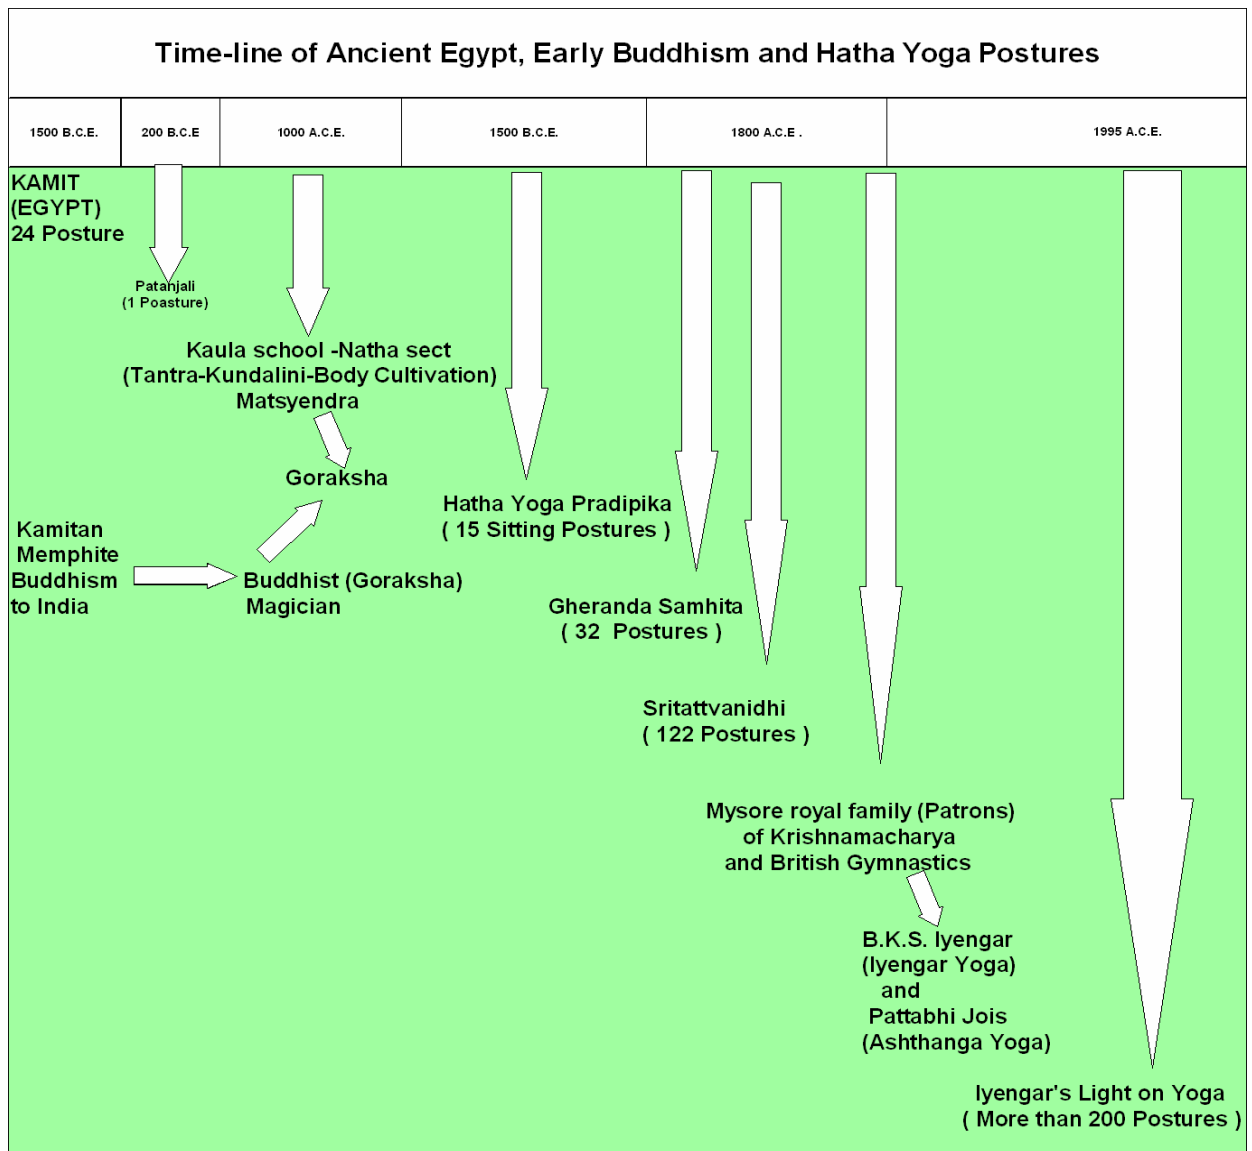 Time-line of Ancient Egypt, Early Buddhism and Hatha Yoga Postures
1500 B.C.E.
200 B.C.E
1000 A.C.E.
1500 B.C.E.
1800 A.C.E .
1995 A.C.E.
KAMIT
(EGYPT)
24 Posture
Patanjali
(1 Poasture)
Kaula school -Natha sect
(Tantra-Kundalini-Body Cultivation)
Matsyendra
Goraksha
Kamitan
Memphite
Buddhism
to India
Buddhist (Goraksha)
Magician
Hatha Yoga Pradipika
( 15 Sitting Postures )
Gheranda Samhita
( 32 Postures )
Sritattvanidhi
( 122 Postures )
Mysore royal family (Patrons)
of Krishnamacharya
and British Gymnastics
B.K.S. Iyengar
(Iyengar Yoga)
and
Pattabhi Jois
(Ashthanga Yoga)
Iyengar's Light on Yoga
( More than 200 Postures )